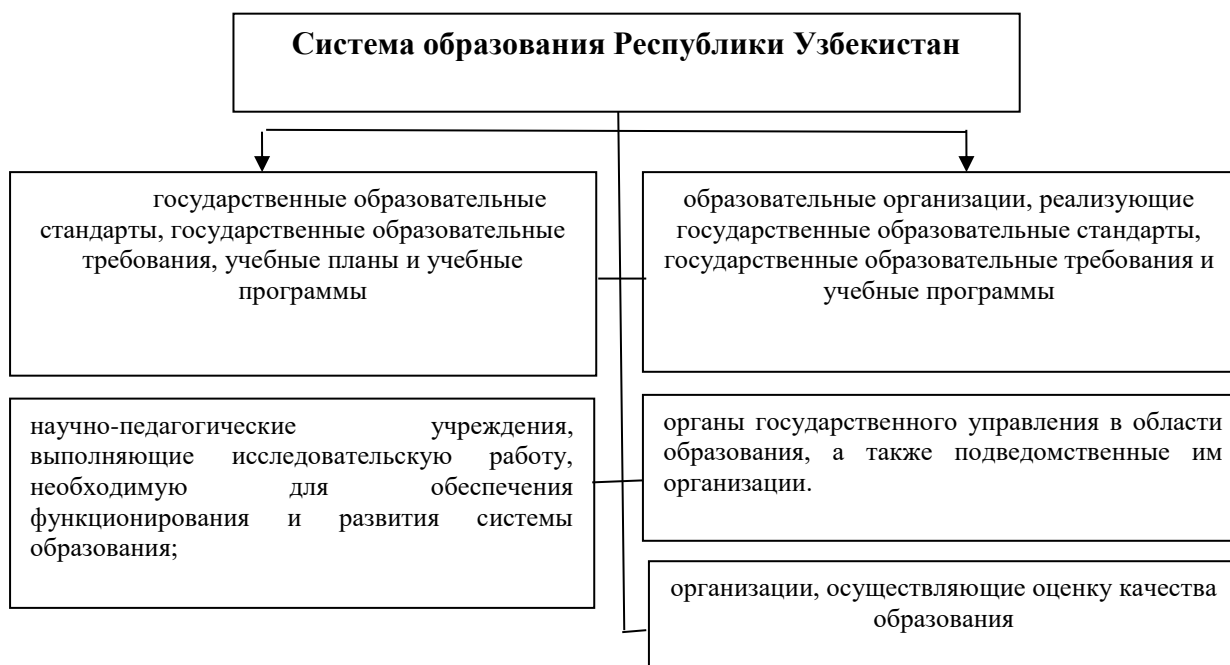 Система образования Республики Узбекистан
государственные образовательные
стандарты, государственные образовательные
требования, учебные планы и учебные
программы
образовательные организации, реализующие
государственные образовательные стандарты,
государственные образовательные требования и
учебные программы
научно-педагогические учреждения,
выполняющие исследовательскую работу,
необходимую для обеспечения
функционирования и развития системы
образования;
органы государственного управления в области
образования, а также подведомственные им
организации.
организации, осуществляющие оценку качества
образования